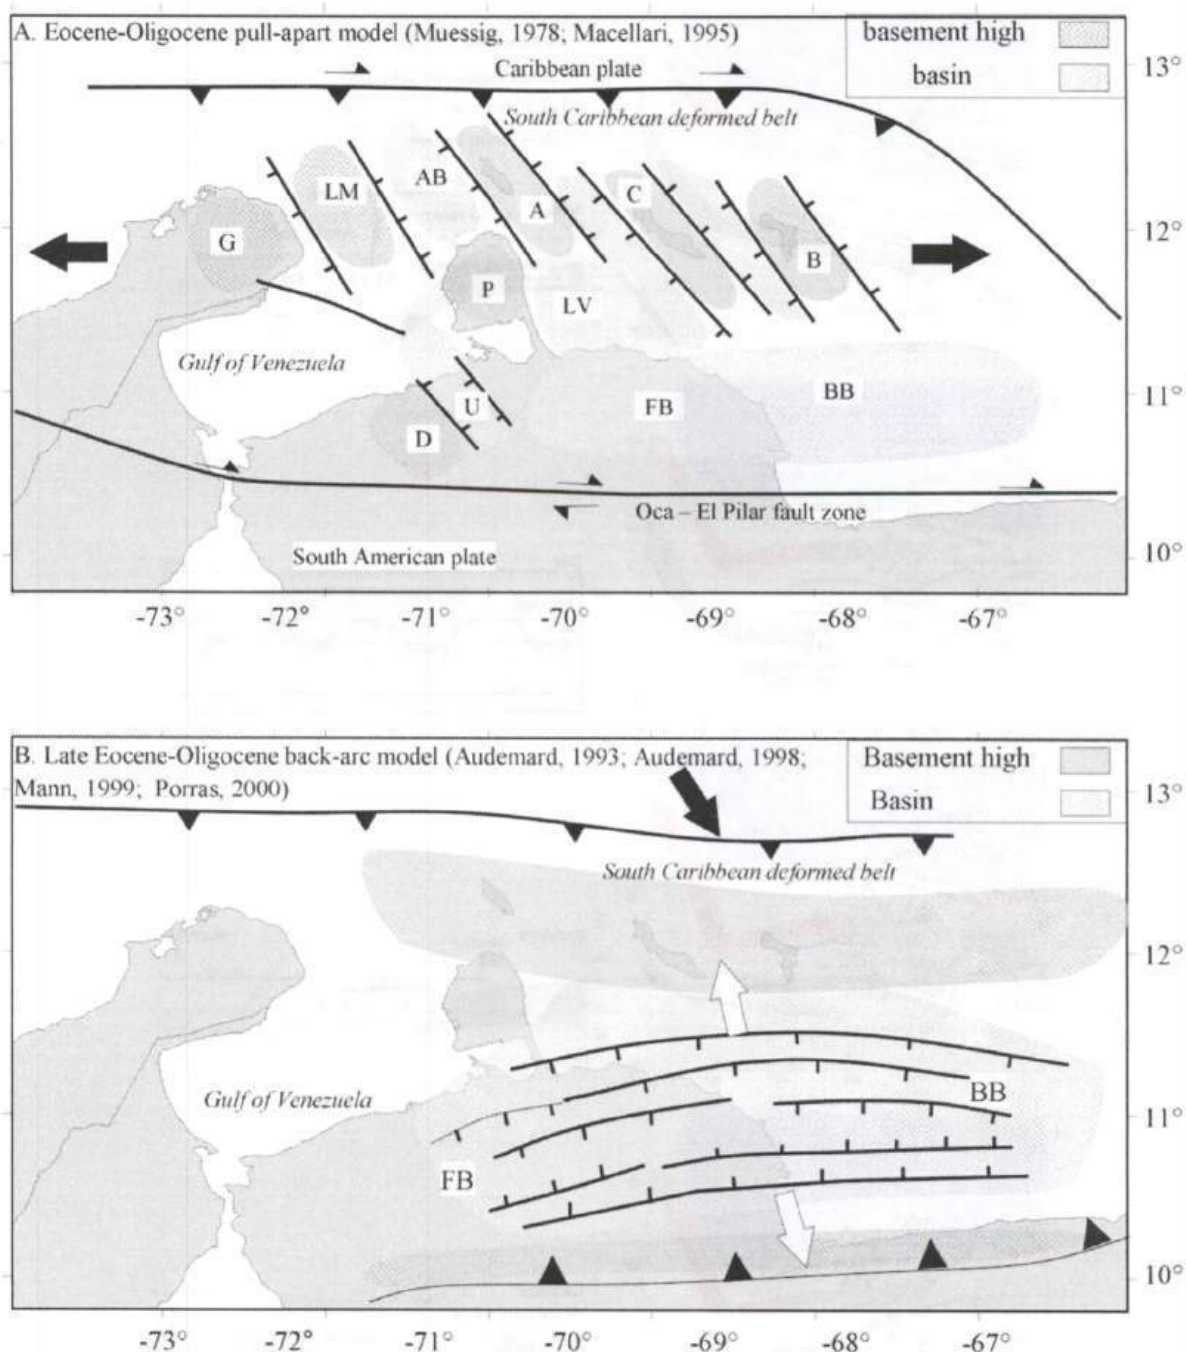 A. Eocene-Oligocene pull-apart model (Muessig, 1978; Macellari, 1995)
basement high
basin
Caribbean plate
South Caribbean deformed belt
13°
12°
11°
10°
LM
AB
A
C
B
G
P
LV
Gulf of Venezuela
U
D
FB
BB
Oca – El Pilar fault zone
South American plate
-73° -72° -71° -70° -69° -68° -67°
B. Late Eocene-Oligocene back-arc model (Audemard, 1993; Audemard, 1998;
Mann, 1999; Porras, 2000)
Basement high
Basin
South Caribbean deformed belt
13°
12°
11°
10°
Gulf of Venezuela
BB
FB
-73° -72° -71° -70° -69° -68° -67°